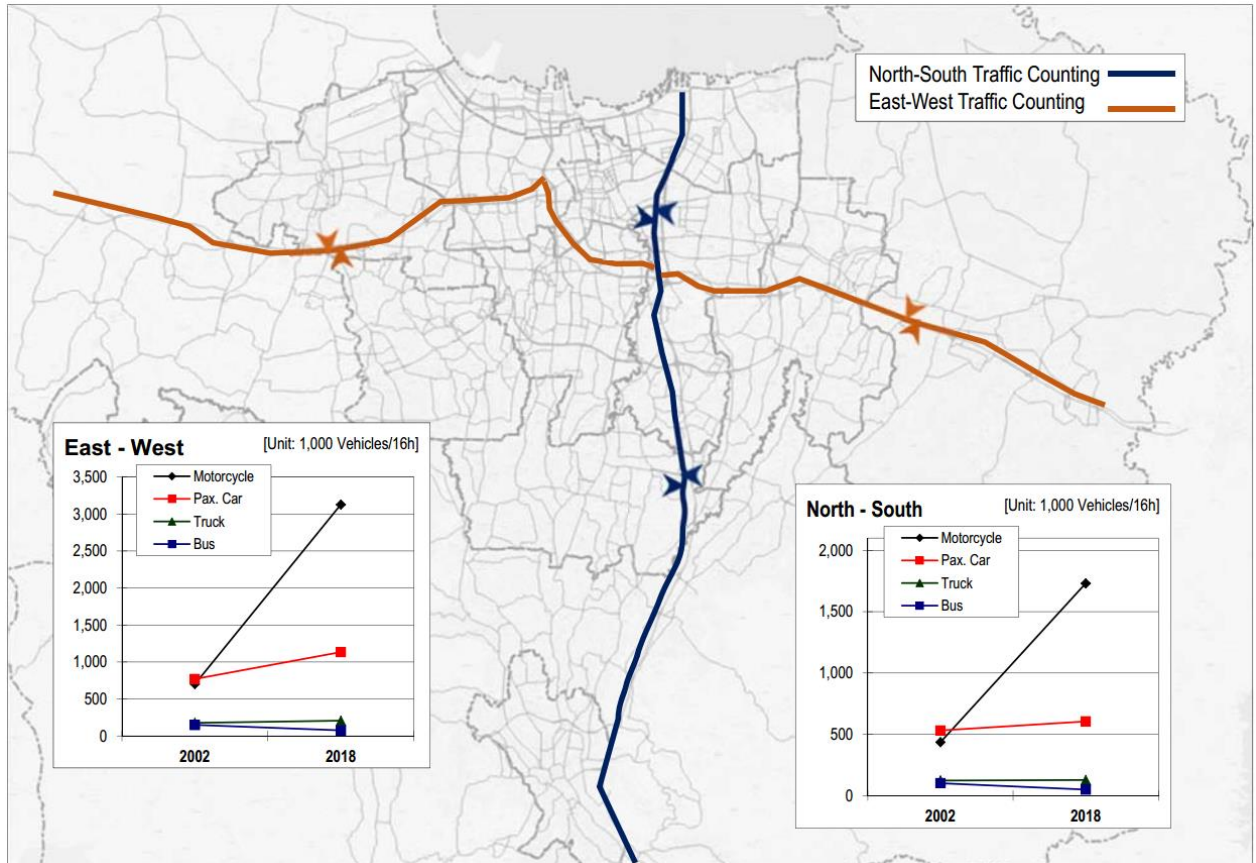 North-South Traffic Counting
East-West Traffic Counting
East - West [Unit: 1,000 Vehicles/16h]
Motorcycle
Pax. Car
Truck
Bus
3,500
3,000
2,500
2,000
1,500
1,000
500
0
2002 2018
North - South [Unit: 1,000 Vehicles/16h]
Motorcycle
Pax. Car
Truck
Bus
2,000
1,500
1,000
500
0
2002 2018